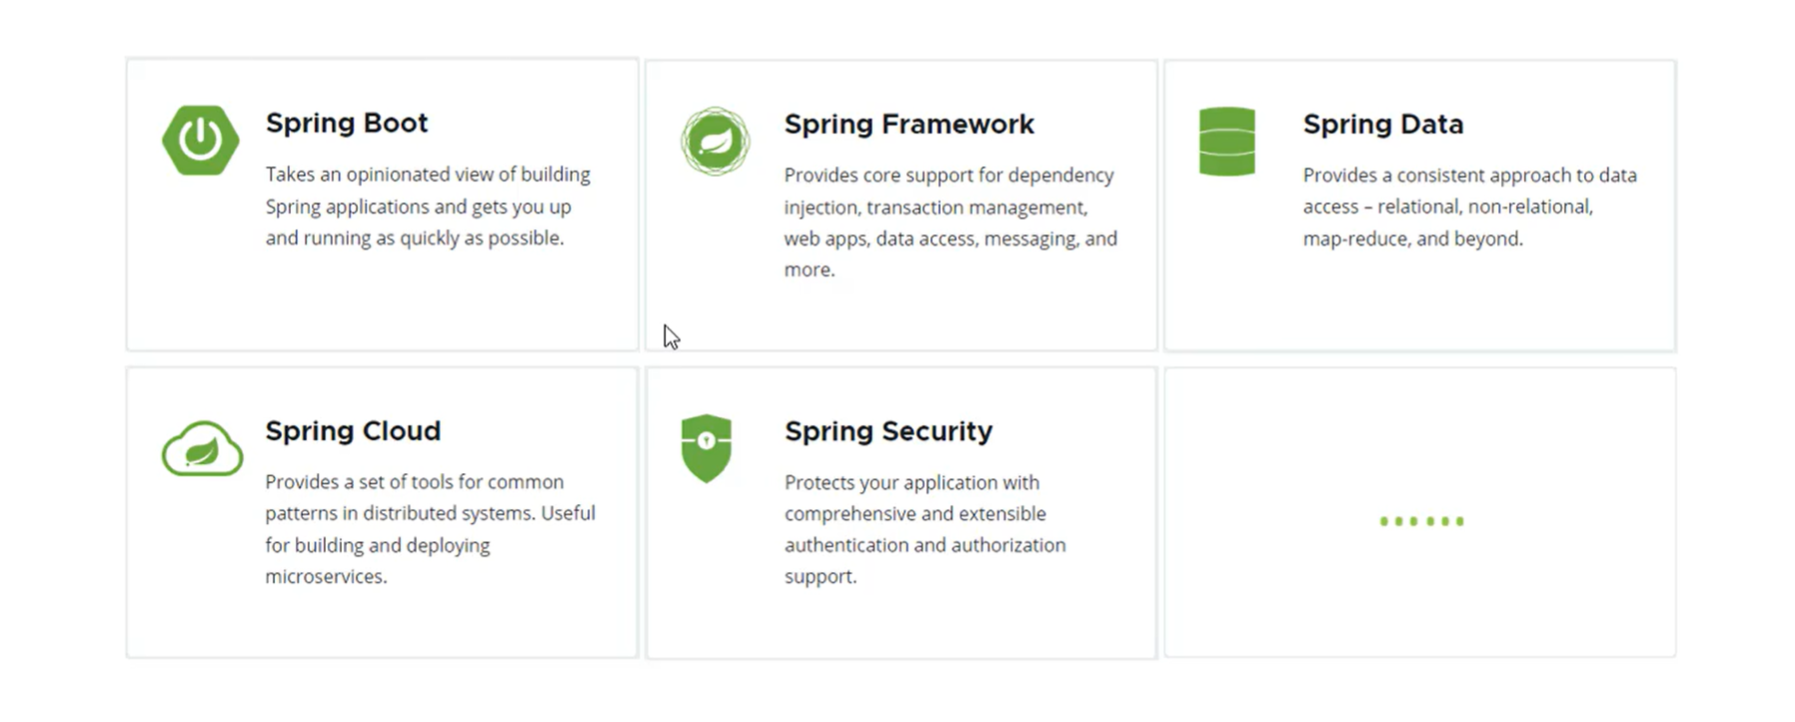 Spring Boot
Takes an opinionated view of building
Spring applications and gets you up
and running as quickly as possible.
Spring Framework
Provides core support for dependency
injection, transaction management,
web apps, data access, messaging, and
more.
Spring Data
Provides a consistent approach to data
access – relational, non-relational,
map-reduce, and beyond.
Spring Cloud
Provides a set of tools for common
patterns in distributed systems. Useful
for building and deploying
microservices.
Spring Security
Protects your application with
comprehensive and extensible
authentication and authorization
support.
......